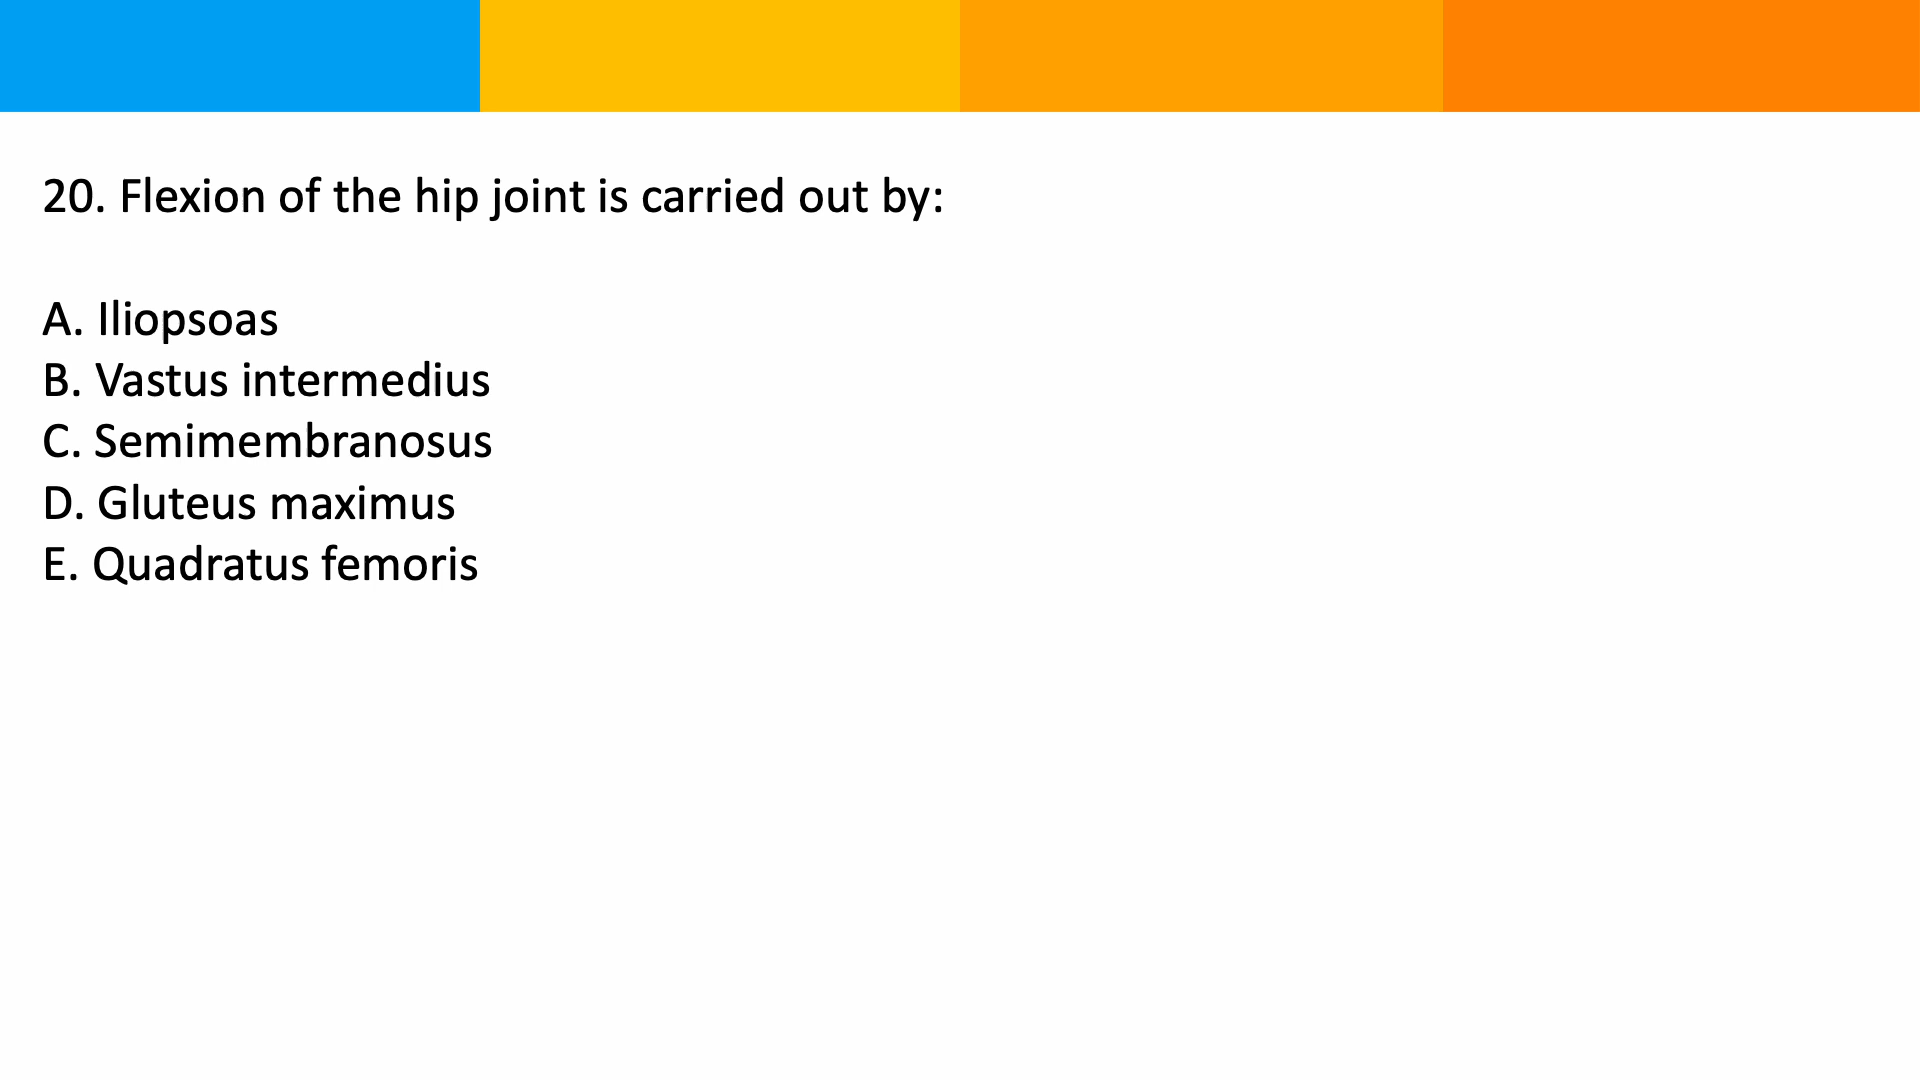 20. Flexion of the hip joint is carried out by:
A. Iliopsoas
B. Vastus intermedius
C. Semimembranosus
D. Gluteus maximus
E. Quadratus femoris